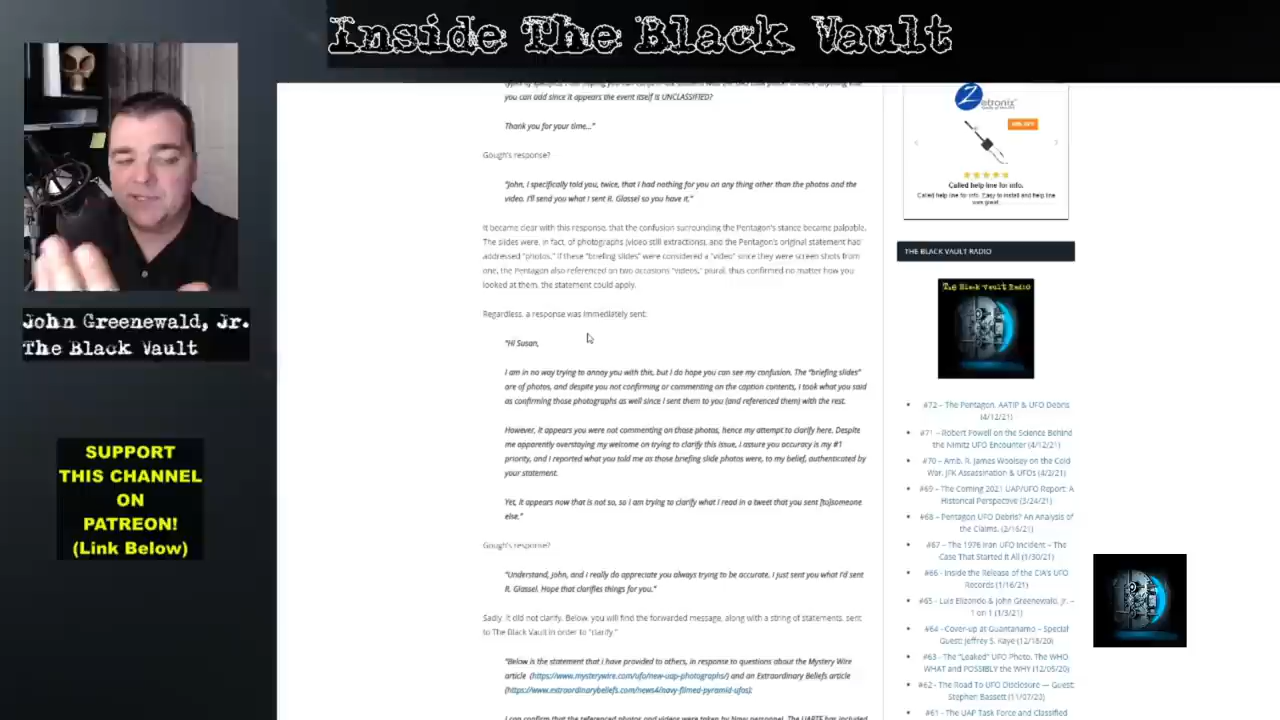 Inside The Black Vault
John Greenewald, Jr.
The Black Vault
SUPPORT
THIS CHANNEL
ON
PATREON!
(Link Below)
you can add since it appears the event itself is UNCLASSIFIED?
Thank you for your time..."
Gough's response?
"John, I specifically told you, twice, that I had nothing for you on any thing other than the photos and the
video. I'll send you what I sent R. Glassel so you have it."
It became clear with this response, that the confusion surrounding the Pentagon's stance became palpable.
The slides were, in fact, of photographs (video still extractions), and the Pentagon's original statement had
addressed "photos." If these "briefing slides" were considered a "video" since they were screen shots from
one, the Pentagon also referenced on two occasions "videos," plural, thus confirmed no matter how you
looked at them, the statement could apply.
Regardless, a response was immediately sent:
"Hi Susan,
I am in no way trying to annoy you with this, but I do hope you can see my confusion. The "briefing slides"
are of photos, and despite you not confirming or commenting on the caption contents, I took what you said
as confirming those photographs as well since I sent them to you (and referenced them) with the rest.
However, it appears you were not commenting on those photos, hence my attempt to clarify here. Despite
me apparently overstaying my welcome on trying to clarify this issue, I assure you accuracy is my #1
priority, and I reported what you told me as those briefing slide photos were, to my belief, authenticated by
your statement.
Yet, it appears now that is not so, so I am trying to clarify what I read in a tweet that you sent [to]someone
else."
Gough's response?
"Understand, John, and I really do appreciate you always trying to be accurate. I just sent you what I'd sent
R. Glassel. Hope that clarifies things for you."
Sadly, it did not clarify. Below, you will find the forwarded message, along with a string of statements, sent
to The Black Vault in order to "clarify."
"Below is the statement that I have provided to others, in response to questions about the Mystery Wire
article (https://www.mysterywire.com/ufo/new-uap-photographs/) and an Extraordinary Beliefs article
(https://www.extraordinarybeliefs.com/news4/navy-filmed-pyramid-ufos):
I can confirm that the referenced photos and videos were taken by Navy personnel. The UAPTF has included
Zetronix
Called help line for info.
Called help line for info. Easy to install and help line
was great.
THE BLACK VAULT RADIO
The Black Vault Radio
#72 – The Pentagon, AATIP & UFO Debris
(4/12/21)
#71 – Robert Powell on the Science Behind
the Nimitz UFO Encounter (4/12/21)
#70 – Amb. R. James Woolsey on the Cold
War, JFK Assassination & UFOs (4/2/21)
#69 – The Coming 2021 UAP/UFO Report: A
Historical Perspective (3/24/21)
#68 – Pentagon UFO Debris? An Analysis of
the Claims. (2/16/21)
#67 – The 1976 Iran UFO Incident – The
Case That Started It All (1/30/21)
#66 – Inside the Release of the CIA's UFO
Records (1/16/21)
#65 – Luis Elizondo & John Greenewald, Jr. –
1 on 1 (1/3/21)
#64 – Cover-up at Guantanamo – Special
Guest: Jeffrey S. Kaye (12/18/20)
#63 – The "Leaked" UFO Photo. The WHO
WHAT and POSSIBLY the WHY (12/05/20)
#62 – The Road To UFO Disclosure — Guest:
Stephen Bassett (11/07/20)
#61 – The UAP Task Force and Classified